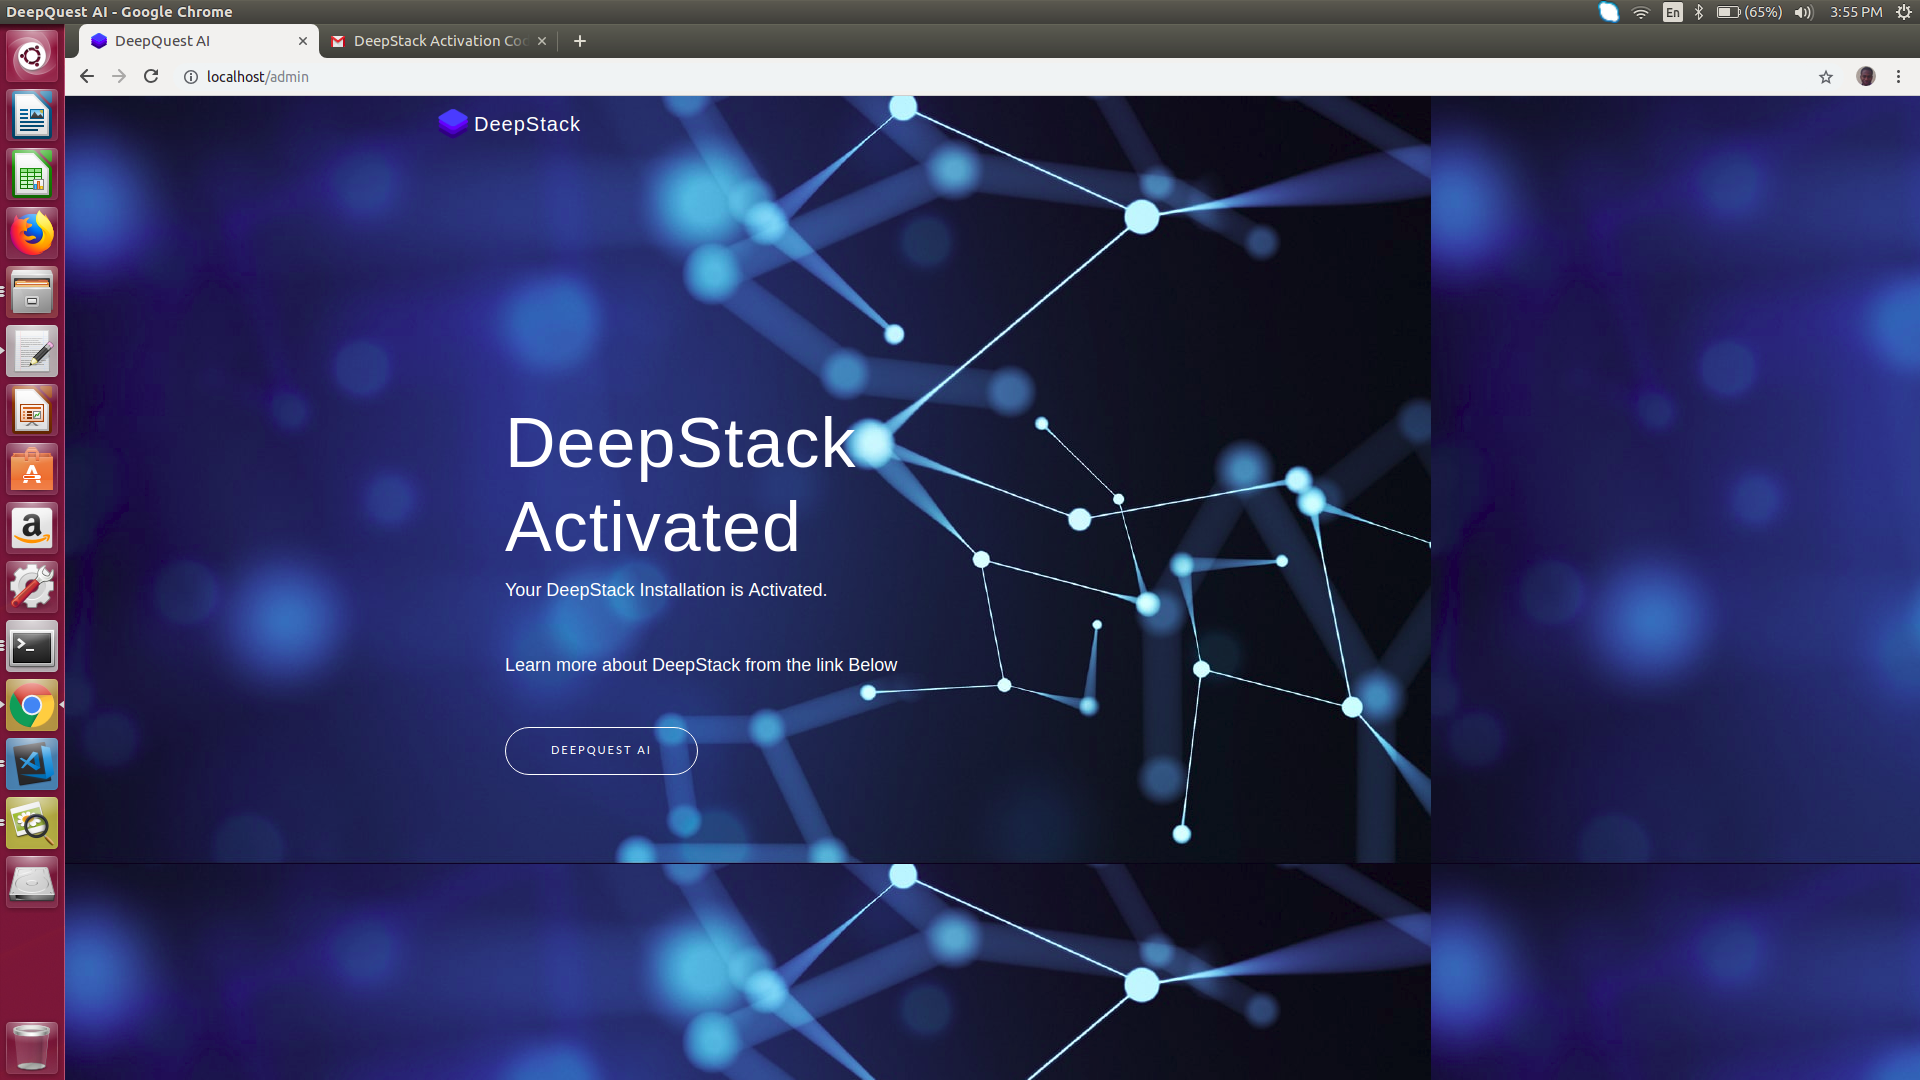 DeepQuest AI - Google Chrome
En
(65%)
3:55 PM
DeepQuest AI
DeepStack Activation Co
localhost/admin
DeepStack
DeepStack
Activated
Your DeepStack Installation is Activated.
Learn more about DeepStack from the link Below
DEEPQUEST AI